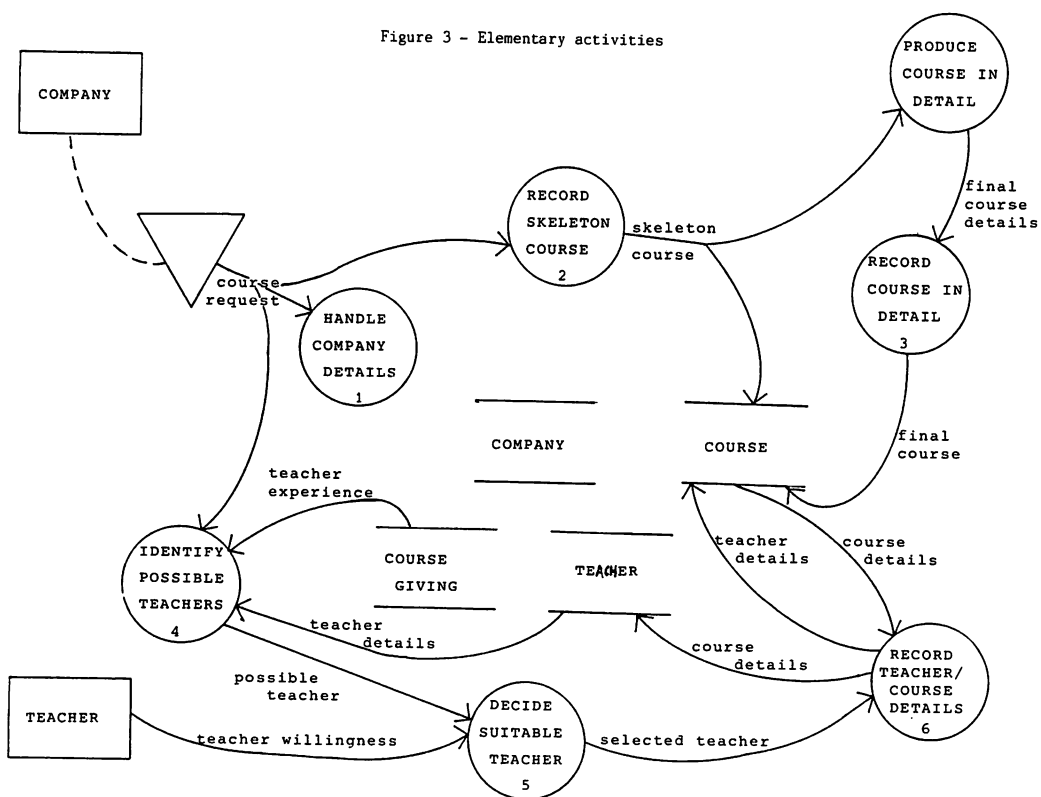 Figure 3 - Elementary activities
COMPANY
PRODUCE
COURSE IN
DETAIL
RECORD
SKELETON
COURSE
2
skeleton
course
final
course
details
course
request
RECORD
COURSE IN
DETAIL
3
HANDLE
COMPANY
DETAILS
1
COMPANY
COURSE
final
course
teacher
experience
IDENTIFY
POSSIBLE
TEACHERS
4
COURSE
GIVING
TEACHER
teacher
details
course
details
teacher
details
course
details
RECORD
TEACHER/
COURSE
DETAILS
6
possible
teacher
TEACHER
teacher willingness
DECIDE
SUITABLE
TEACHER
5
selected teacher